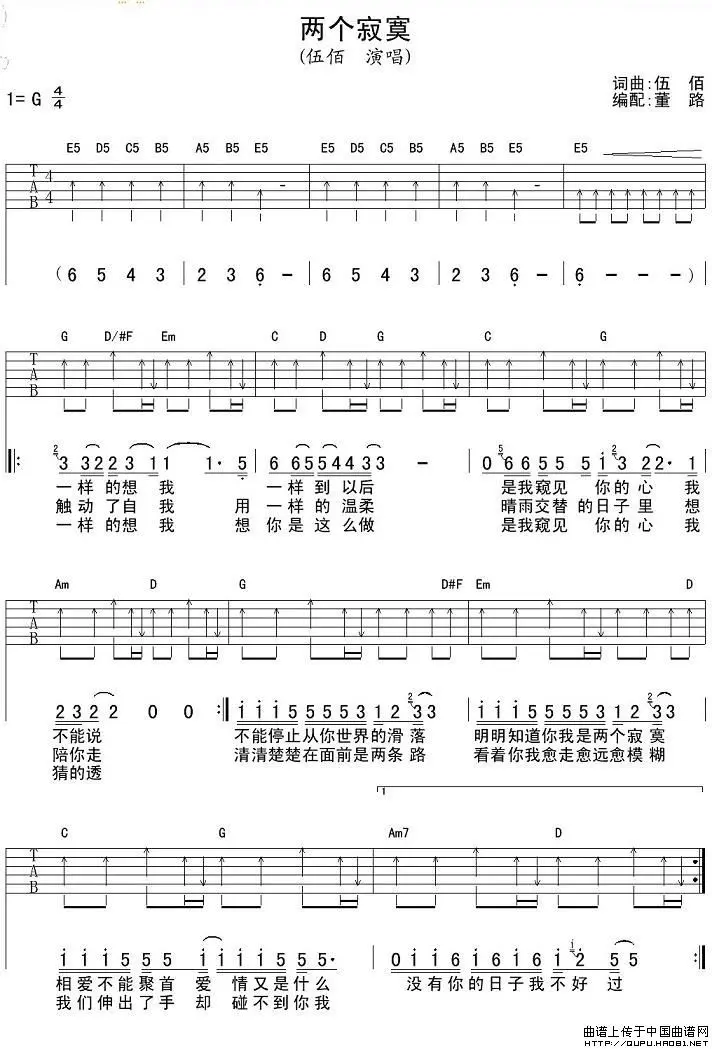 两个寂寞
(伍佰 演唱)
词曲:伍 佰
1= G 4/4
编配:董 路
E5 D5 C5 B5 A5 B5 E5 E5 D5 C5 B5 A5 B5 E5 E5
T A B 4 4
( 6 5 4 3 2 3 6 - 6 5 4 3 2 3 6 - 6 - - - )
G D/#F Em C D G C G
T A B
2 3 32 23 1 1 1· 5 6 65 5443 3 - 0 5 6 6 5 5 1 2 3 2 2· 1
一样的想我 一样到以后 是我窥见 你的心 我
触动了自我 用 一样的温柔 晴雨交替的日子里 想
一样的想我 想 你是这么做 是我窥见 你的心 我
Am D G D#F Em D
T A B
2 3 2 2 0 0 1 1 1 5 5 5 5 5 1 2 2 3 3 1 1 1 5 5 5 5 5 1 2 2 3 3
不能说 不能停止从你世界的滑落 明明知道你我是两个寂寞
陪你走 清清楚楚在面前是两条路 看着你我愈走愈远愈模糊
猜的透
1
C G Am7 D
T A B
1 1 1 5 5 5 1 1 1 1 5 5 0 1 1 6 1 6 1 6 1 1 2 5 5
相爱不能聚首 爱 情又是什么 没有你的日子我不好过
我们伸出了手 却 碰不到你我
曲谱上传于中国曲谱网
HTTP://QUPU.HAO81.NET